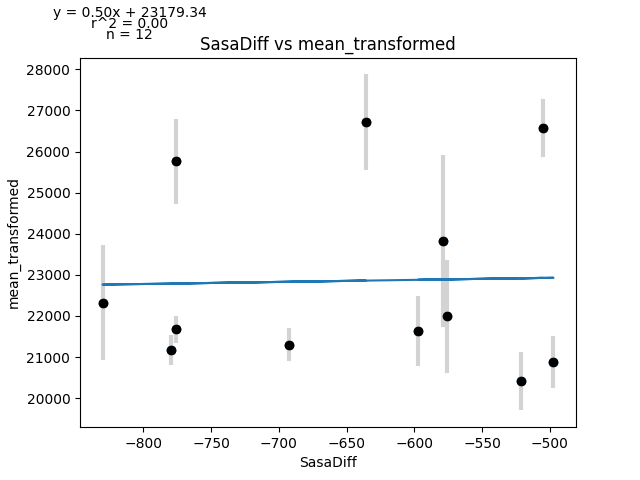 y = 0.50x + 23179.34
r^2 = 0.00
n = 12
SasaDiff vs mean_transformed
28000
27000
26000
25000
24000
23000
22000
21000
20000
mean_transformed
−800 −750 −700 −650 −600 −550 −500
SasaDiff